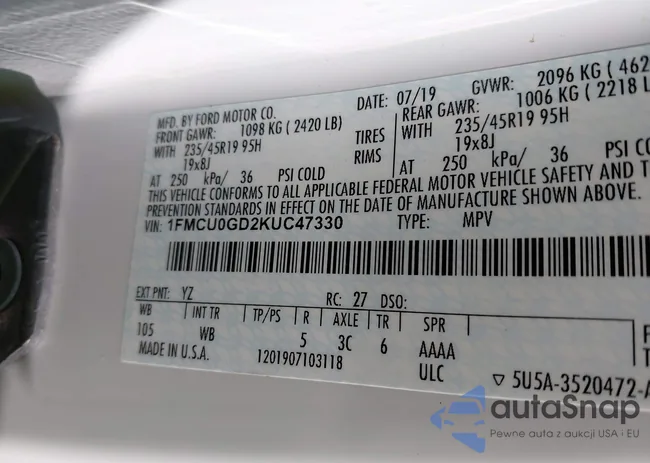 MFD. BY FORD MOTOR CO.
DATE: 07/19 GVWR: 2096 KG ( 462
FRONT GAWR: 1098 KG ( 2420 LB)
REAR GAWR: 1006 KG ( 2218 L
WITH 235/45R19 95H TIRES WITH 235/45R19 95H
19x8J RIMS 19x8J
AT 250 kPa/ 36 PSI COLD AT 250 kPa/ 36 PSI CO
THIS VEHICLE CONFORMS TO ALL APPLICABLE FEDERAL MOTOR VEHICLE SAFETY AND T
PREVENTION STANDARDS IN EFFECT ON THE DATE OF MANUFACTURE SHOWN ABOVE.
VIN: 1FMCU0GD2KUC47330 TYPE: MPV
EXT PNT: YZ RC: 27 DSO:
WB INT TR TP/PS R AXLE TR SPR
105 WB 5 3C 6 AAAA
MADE IN U.S.A. 1201907103118 ULC
▽ 5U5A-3520472-A
autaSnap
Pewne auta z aukcji USA i EU